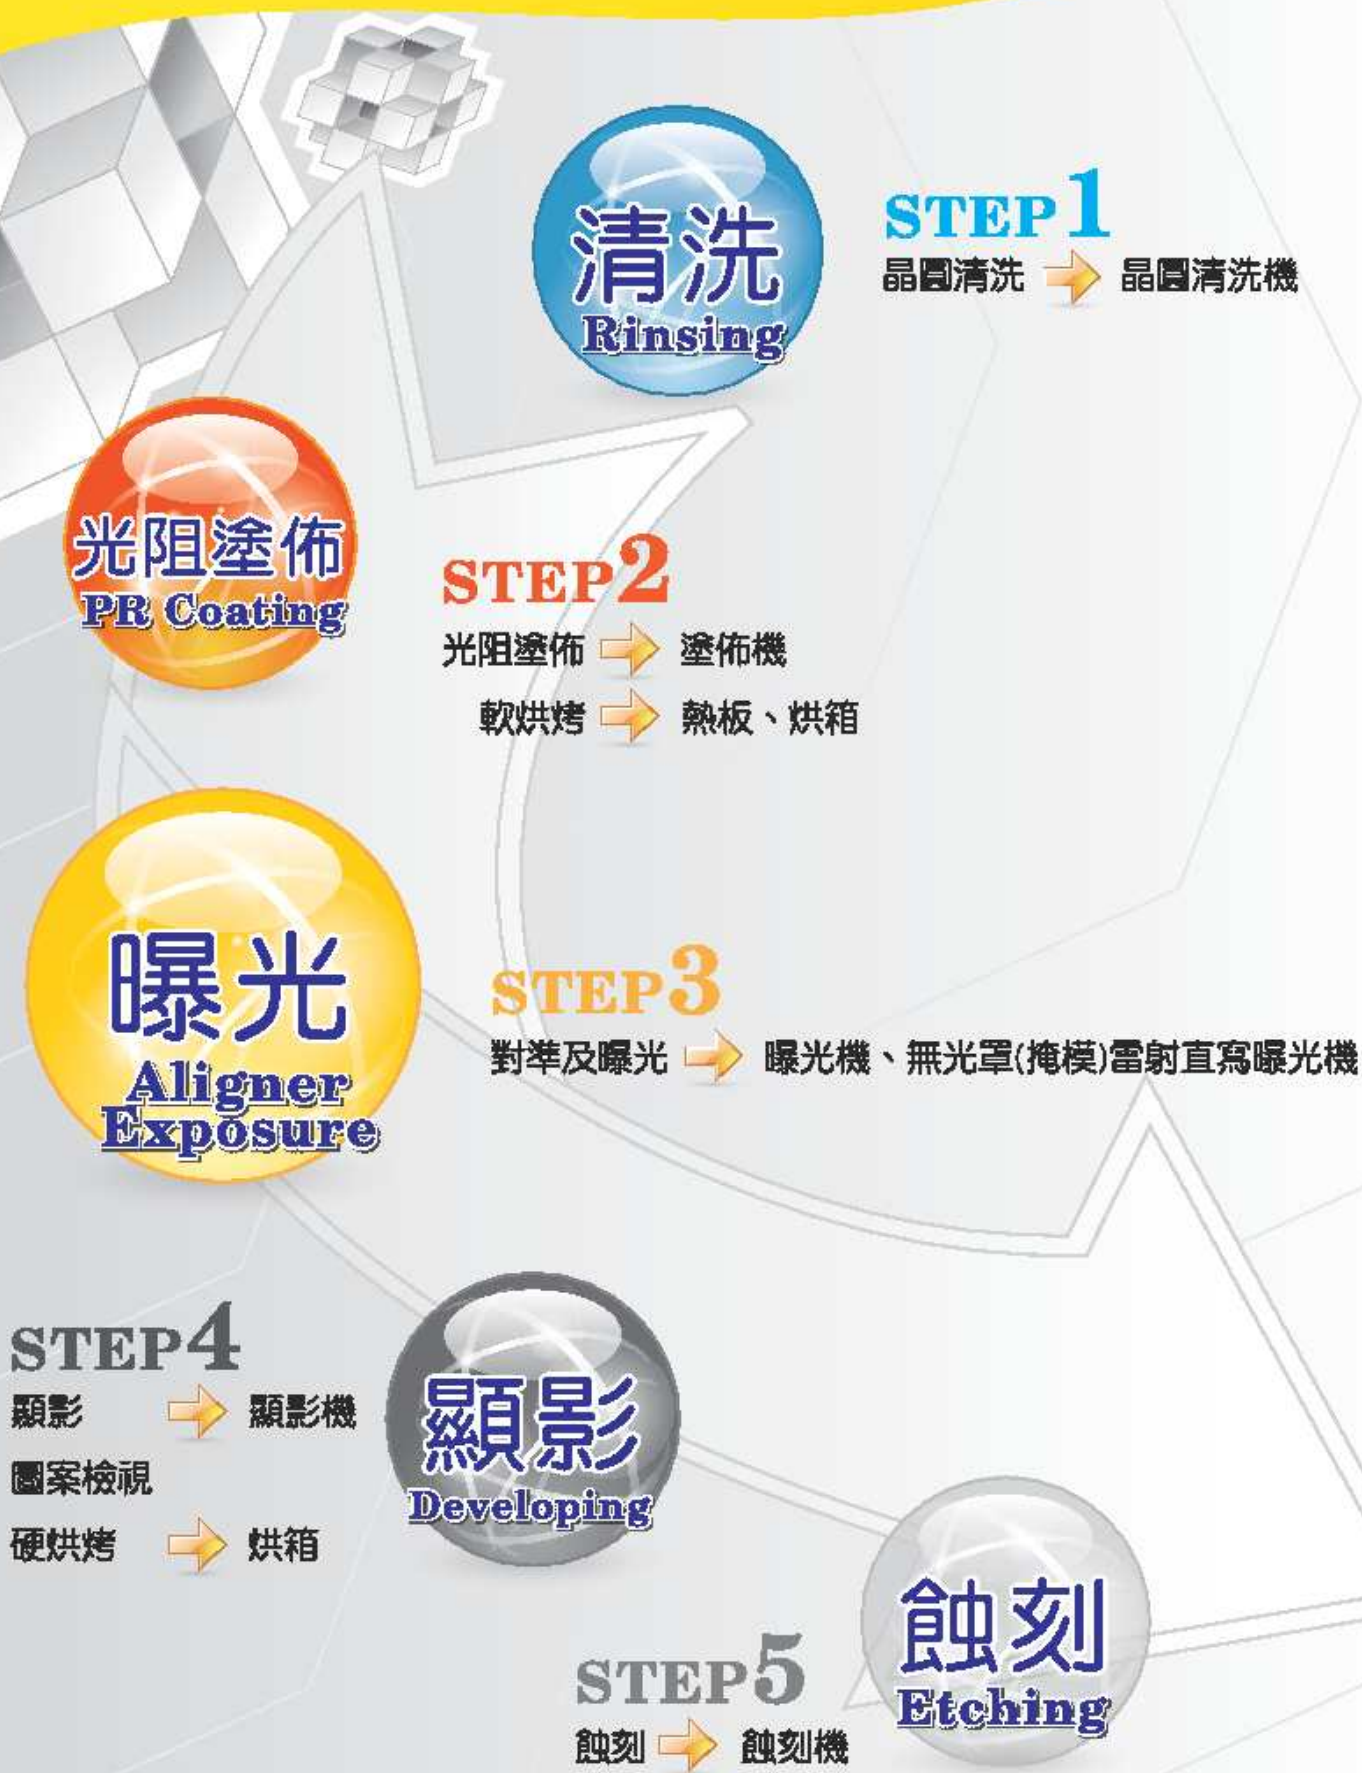 清洗
Rinsing
STEP1
晶圓清洗 晶圓清洗機
光阻塗佈
PR Coating
STEP2
光阻塗佈 塗佈機
軟烘烤 熱板、烘箱
曝光
Aligner
Exposure
STEP3
對準及曝光 曝光機、無光罩(掩模)雷射直寫曝光機
STEP4
顯影 顯影機
圖案檢視
硬烘烤 烘箱
顯影
Developing
蝕刻
Etching
STEP5
蝕刻 蝕刻機